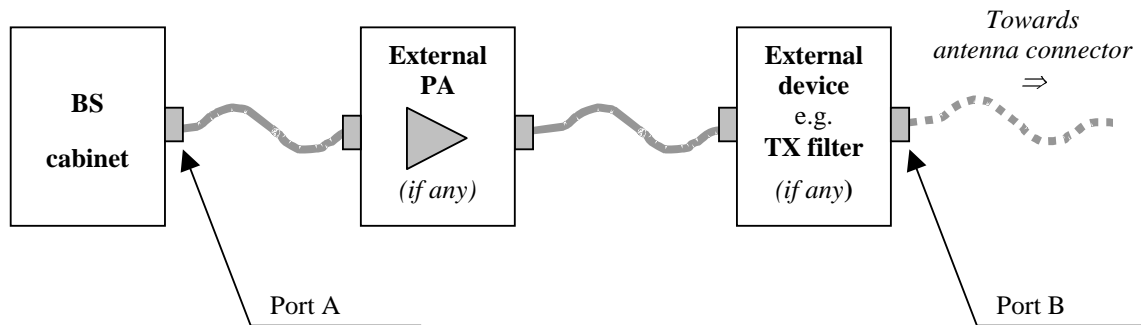 BS
cabinet
External
PA
(if any)
External
device
e.g.
TX filter
(if any)
Towards
antenna connector
⇒
Port A
Port B